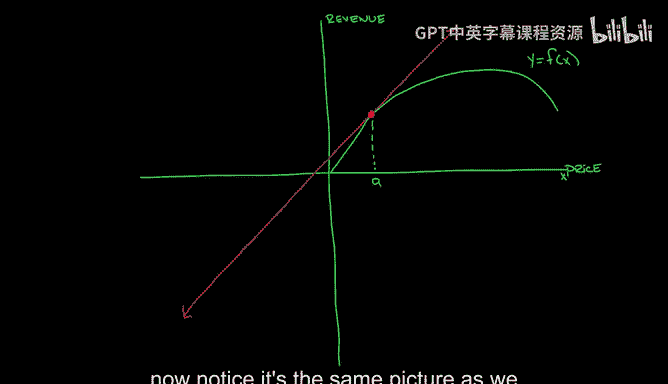 REVENUE
GPT中英字幕课程资源 bilibili
y=f(x)
x PRICE
a
now notice it's the same picture as we